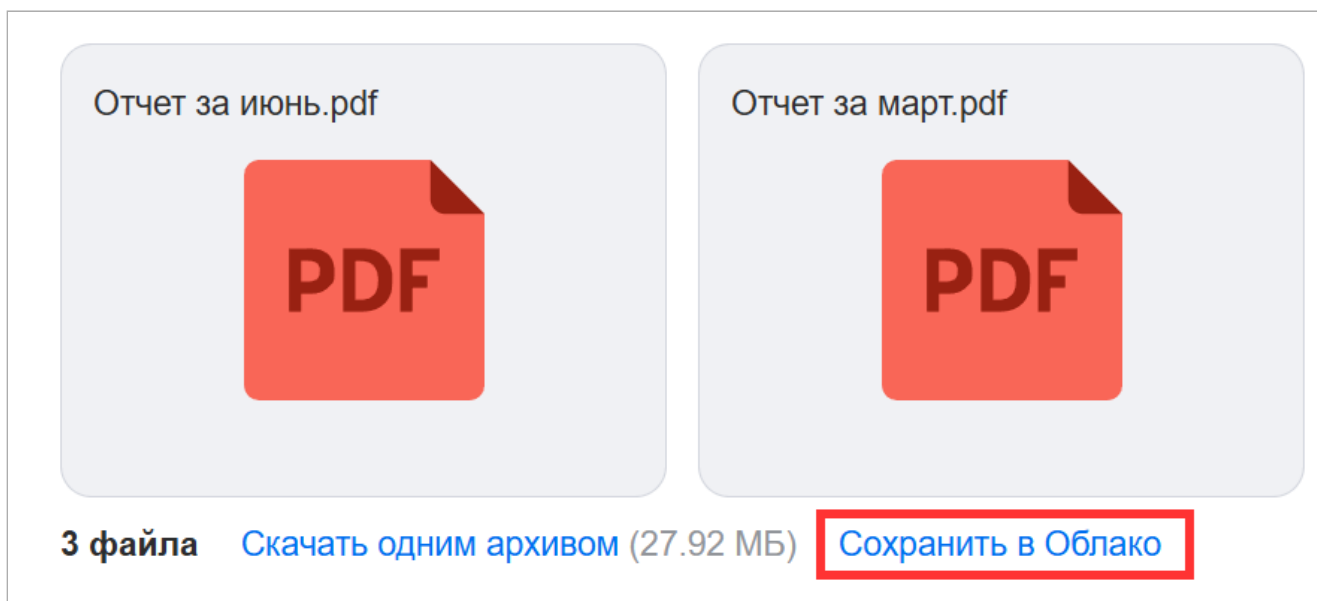 Отчет за июнь.pdf
Отчет за март.pdf
PDF
PDF
3 файла Скачать одним архивом (27.92 МБ) Сохранить в Облако